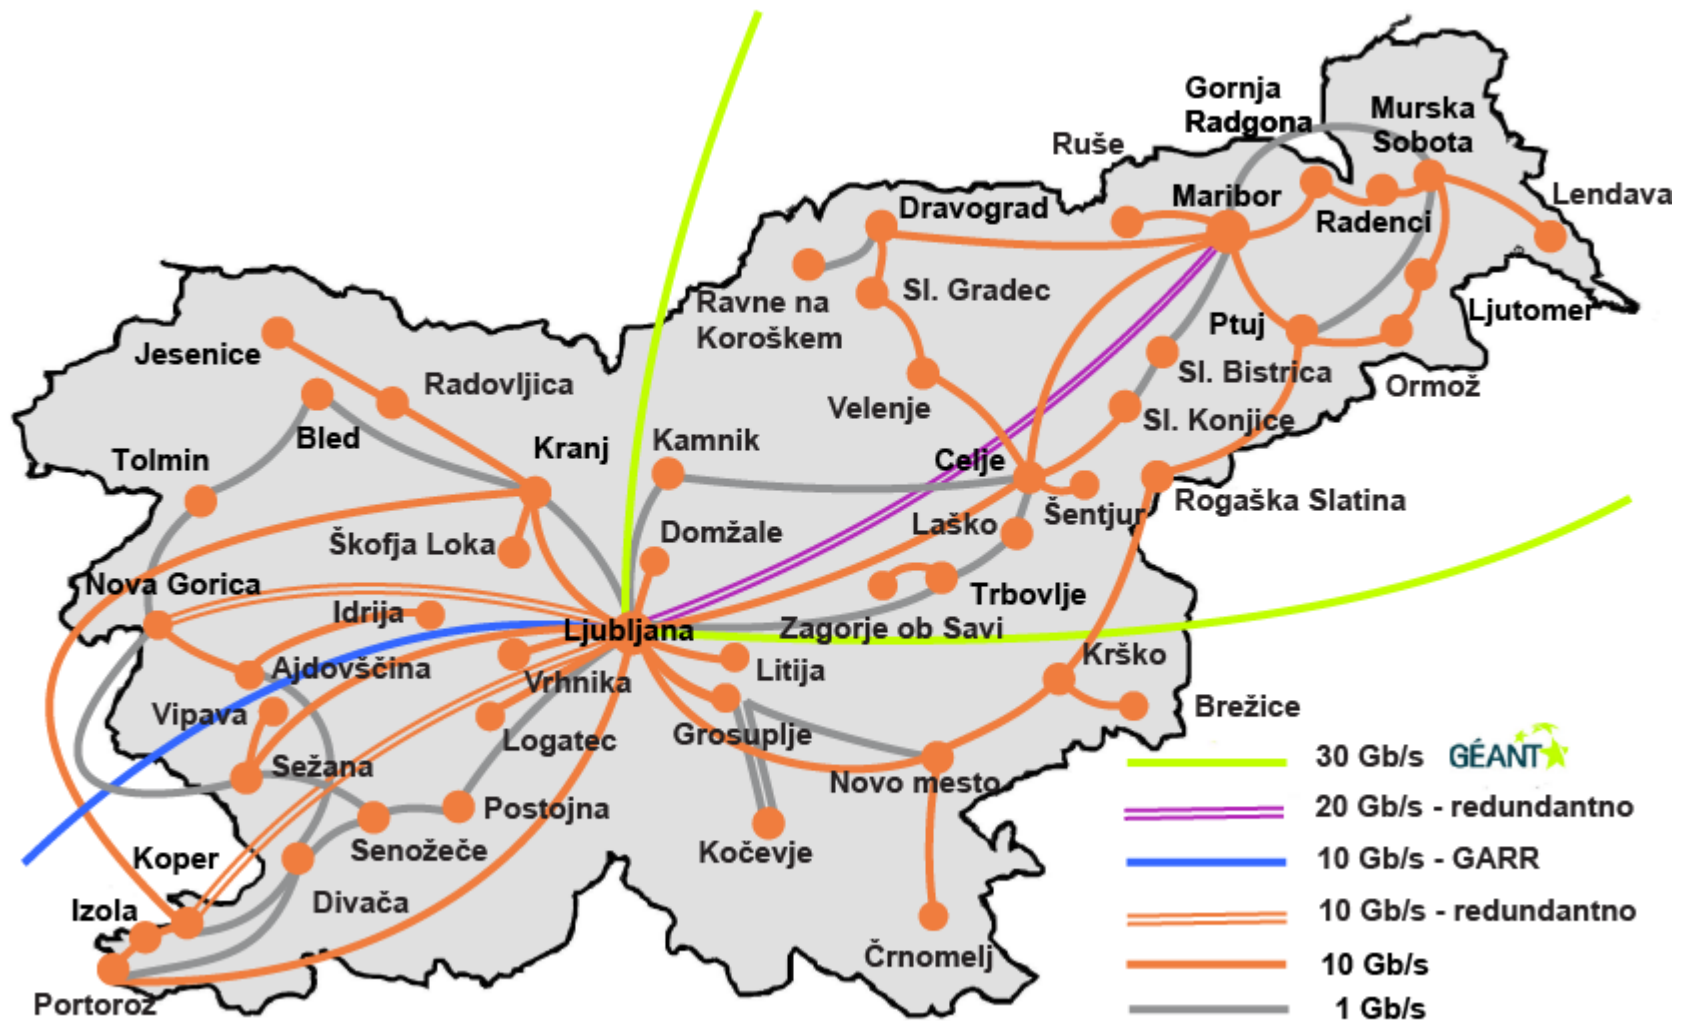 Gornja
Radgona
Murska
Sobota
Ruše
Maribor
Lendava
Dravograd
Radenci
Ravne na
Koroškem
Sl. Gradec
Ptuj
Ljutomer
Jesenice
Radovljica
Velenje
Sl. Bistrica
Ormož
Bled
Kranj
Kamnik
Sl. Konjice
Tolmin
Celje
Rogaška Slatina
Škofja Loka
Domžale
Laško
Šentjur
Nova Gorica
Idrija
Trbovlje
Ljubljana
Zagorje ob Savi
Ajdovščina
Vrhnika
Litija
Krško
Vipava
Logatec
Grosuplje
Brežice
Sežana
Novo mesto
Postojna
Senožeče
Kočevje
Koper
Izola
Divača
Črnomelj
Portorož
30 Gb/s GÉANT
20 Gb/s - redundantno
10 Gb/s - GARR
10 Gb/s - redundantno
10 Gb/s
1 Gb/s